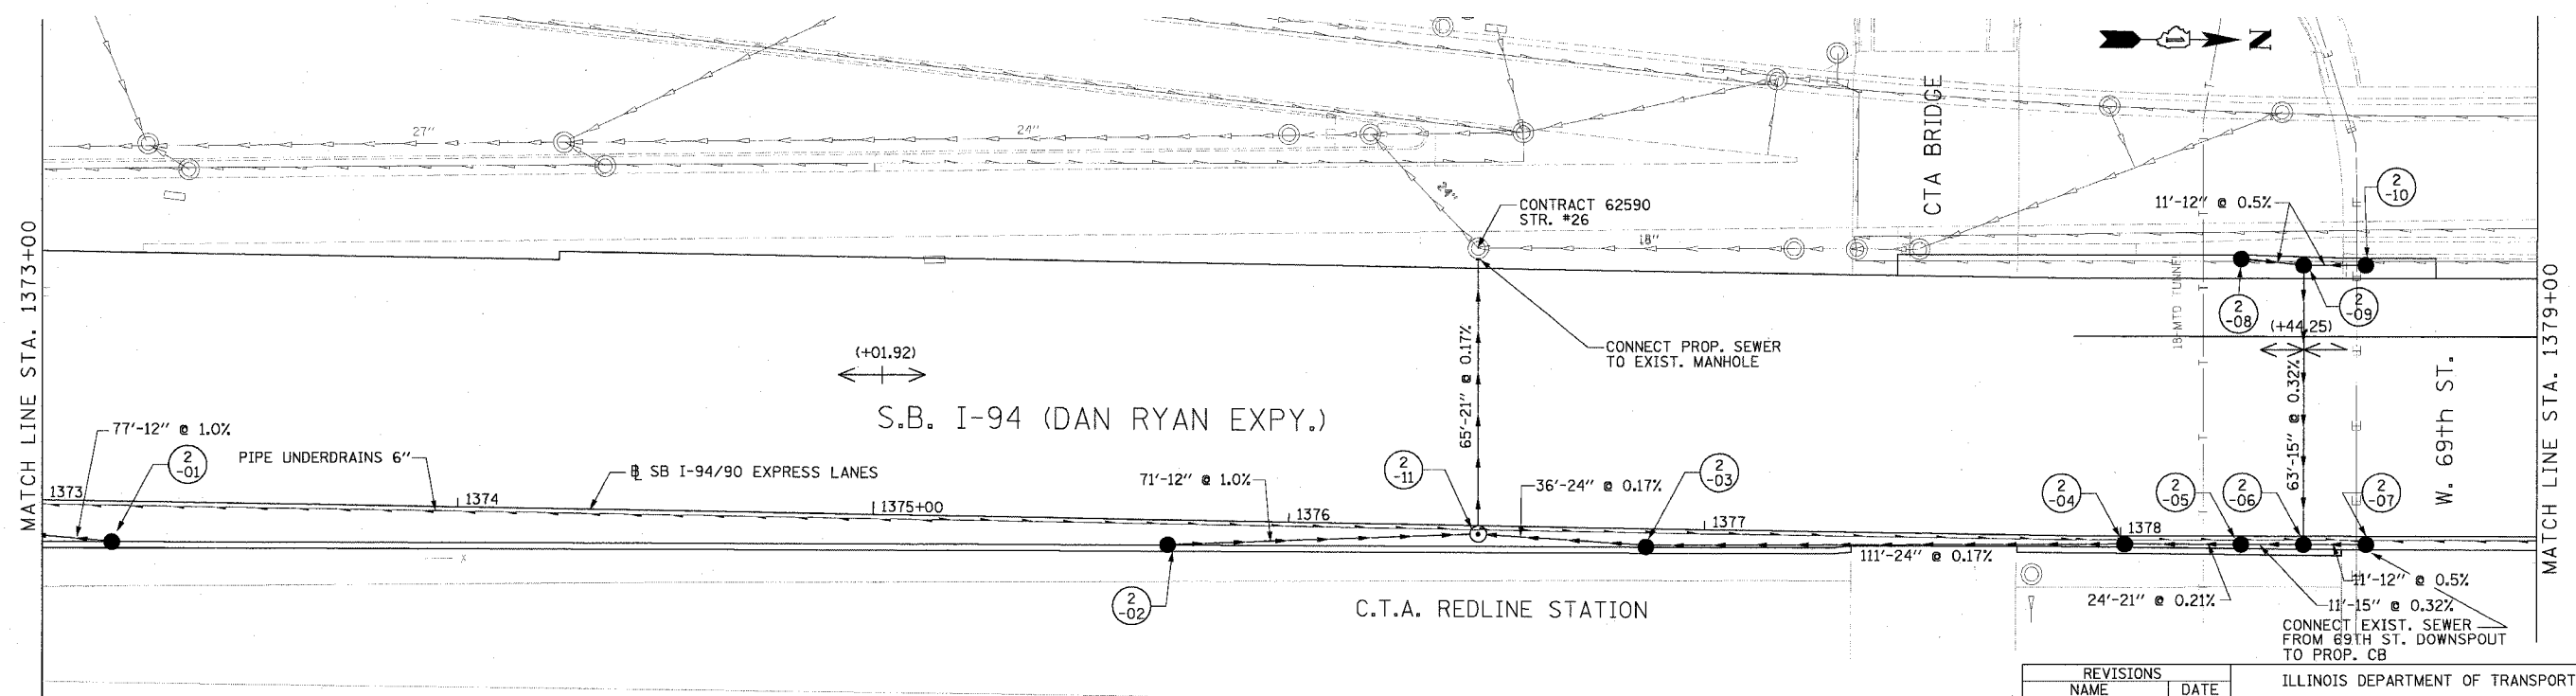 N
27"
24"
24"
CTA BRIDGE
CONTRACT 62590
STR. #26
11'-12" @ 0.5%
2
-10
18"
MATCH LINE STA. 1373+00
MATCH LINE STA. 1379+00
18-MTD TUNNEL
2
-08
2
-09
(+44.25)
(+01.92)
65'-21" @ 0.17%
CONNECT PROP. SEWER
TO EXIST. MANHOLE
63'-15" @ 0.32%
W. 69th ST.
S.B. I-94 (DAN RYAN EXPY.)
77'-12" @ 1.0%
2
-01
PIPE UNDERDRAINS 6"
℄ SB I-94/90 EXPRESS LANES
71'-12" @ 1.0%
2
-11
36'-24" @ 0.17%
2
-03
2
-04
2
-05
2
-06
2
-07
1373
1374
1375+00
1376
1377
1378
111'-24" @ 0.17%
X
2
-02
C.T.A. REDLINE STATION
24'-21" @ 0.21%
11'-12" @ 0.5%
11'-15" @ 0.32%
CONNECT EXIST. SEWER
FROM 69TH ST. DOWNSPOUT
TO PROP. CB
REVISIONS
NAME DATE
ILLINOIS DEPARTMENT OF TRANSPORT